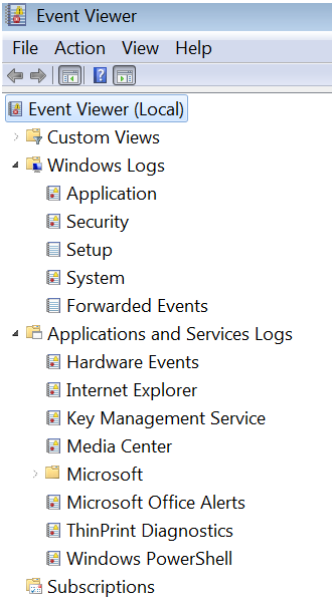 Event Viewer
File Action View Help
Event Viewer (Local)
Custom Views
Windows Logs
Application
Security
Setup
System
Forwarded Events
Applications and Services Logs
Hardware Events
Internet Explorer
Key Management Service
Media Center
Microsoft
Microsoft Office Alerts
ThinPrint Diagnostics
Windows PowerShell
Subscriptions